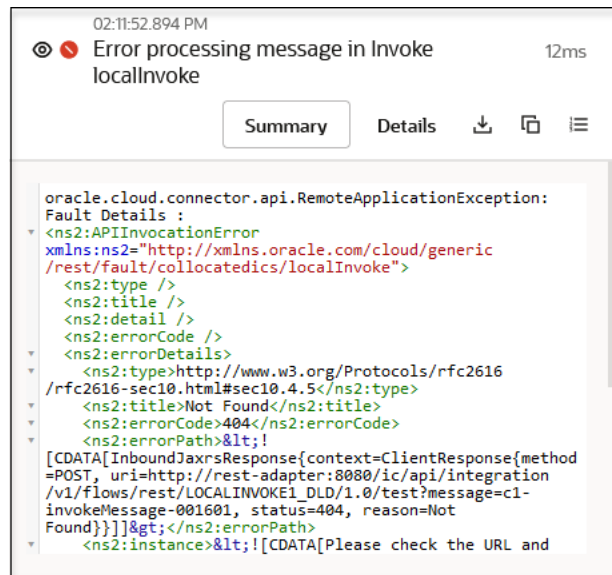 02:11:52.894 PM
Error processing message in Invoke
localInvoke
12ms
Summary
Details
oracle.cloud.connector.api.RemoteApplicationException:
Fault Details :
<ns2:APIInvocationError
xmlns:ns2="http://xmlns.oracle.com/cloud/generic
/rest/fault/collocatedics/localInvoke">
<ns2:type />
<ns2:title />
<ns2:detail />
<ns2:errorCode />
<ns2:errorDetails>
<ns2:type>http://www.w3.org/Protocols/rfc2616
/rfc2616-sec10.html#sec10.4.5</ns2:type>
<ns2:title>Not Found</ns2:title>
<ns2:errorCode>404</ns2:errorCode>
<ns2:errorPath>&lt;!
[CDATA[InboundJaxrsResponse{context=ClientResponse{method
=POST, uri=http://rest-adapter:8080/ic/api/integration
/v1/flows/rest/LOCALINVOKE1_DLD/1.0/test?message=c1-
invokeMessage-001601, status=404, reason=Not
Found}}]]&gt;</ns2:errorPath>
<ns2:instance>&lt;![CDATA[Please check the URL and